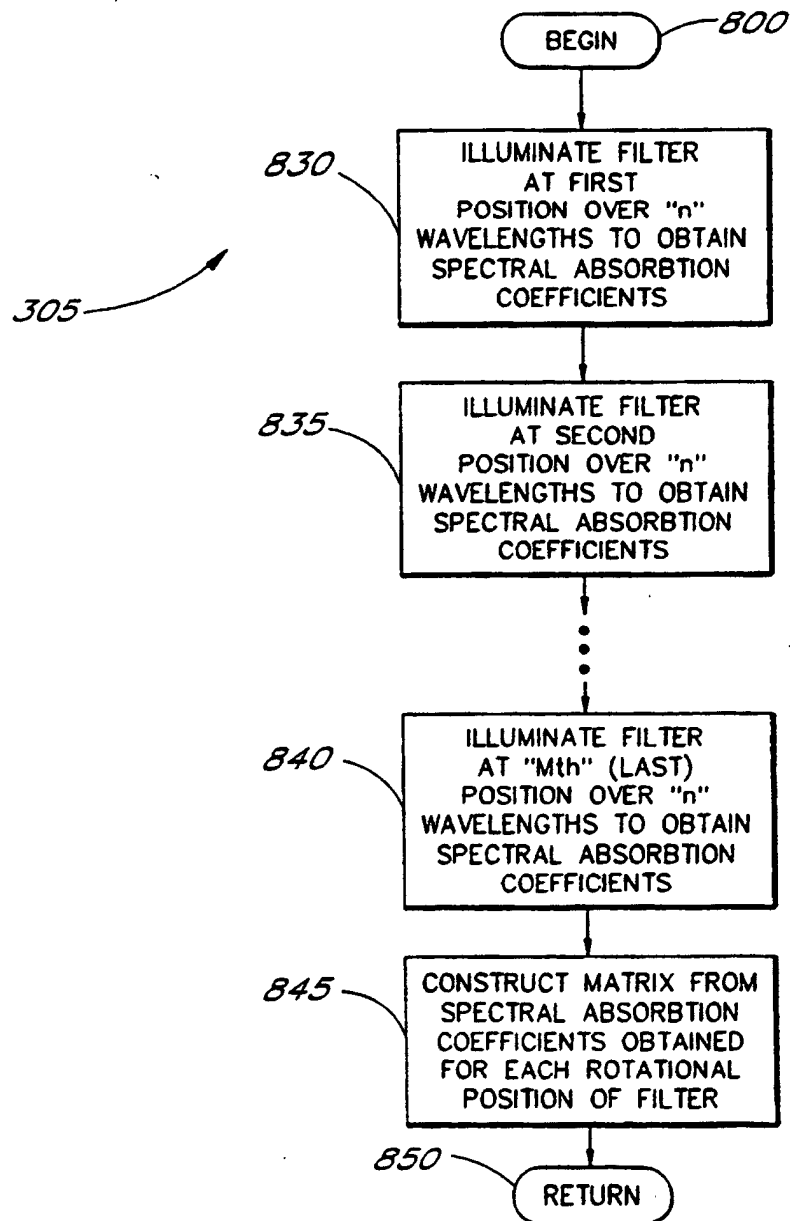 BEGIN
800
830
ILLUMINATE FILTER
AT FIRST
POSITION OVER "n"
WAVELENGTHS TO OBTAIN
SPECTRAL ABSORBTION
COEFFICIENTS
305
835
ILLUMINATE FILTER
AT SECOND
POSITION OVER "n"
WAVELENGTHS TO OBTAIN
SPECTRAL ABSORBTION
COEFFICIENTS
840
ILLUMINATE FILTER
AT "Mth" (LAST)
POSITION OVER "n"
WAVELENGTHS TO OBTAIN
SPECTRAL ABSORBTION
COEFFICIENTS
845
CONSTRUCT MATRIX FROM
SPECTRAL ABSORBTION
COEFFICIENTS OBTAINED
FOR EACH ROTATIONAL
POSITION OF FILTER
850
RETURN